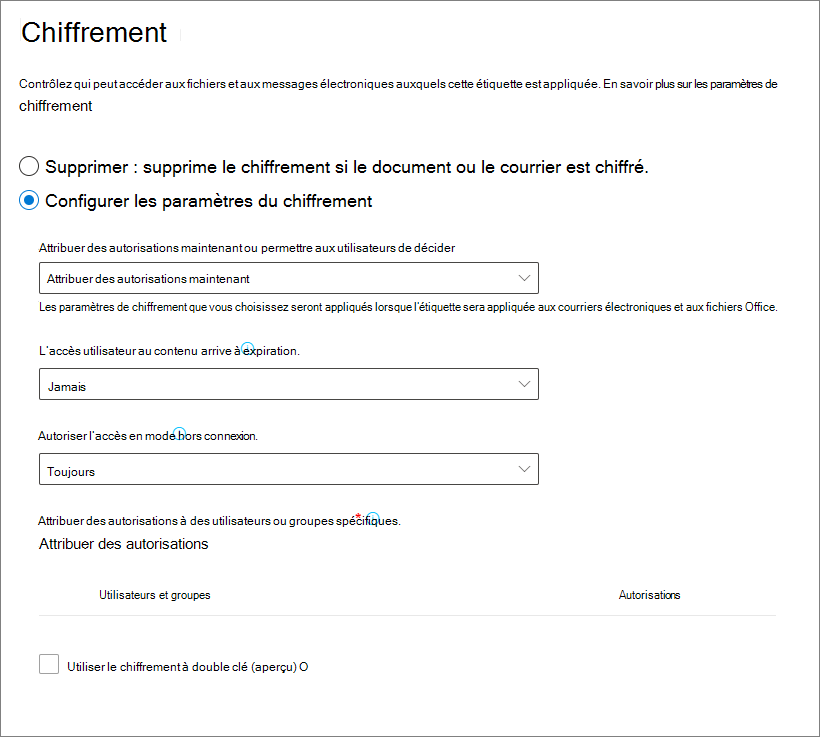 Chiffrement
Contrôlez qui peut accéder aux fichiers et aux messages électroniques auxquels cette étiquette est appliquée. En savoir plus sur les paramètres de
chiffrement
Supprimer : supprime le chiffrement si le document ou le courrier est chiffré.
Configurer les paramètres du chiffrement
Attribuer des autorisations maintenant ou permettre aux utilisateurs de décider
Attribuer des autorisations maintenant
Les paramètres de chiffrement que vous choisissez seront appliqués lorsque l'étiquette sera appliquée aux courriers électroniques et aux fichiers Office.
L'accès utilisateur au contenu arrive à expiration.
Jamais
Autoriser l'accès en mode hors connexion.
Toujours
Attribuer des autorisations à des utilisateurs ou groupes spécifiques.*
Attribuer des autorisations
Utilisateurs et groupes Autorisations
Utiliser le chiffrement à double clé (aperçu) O